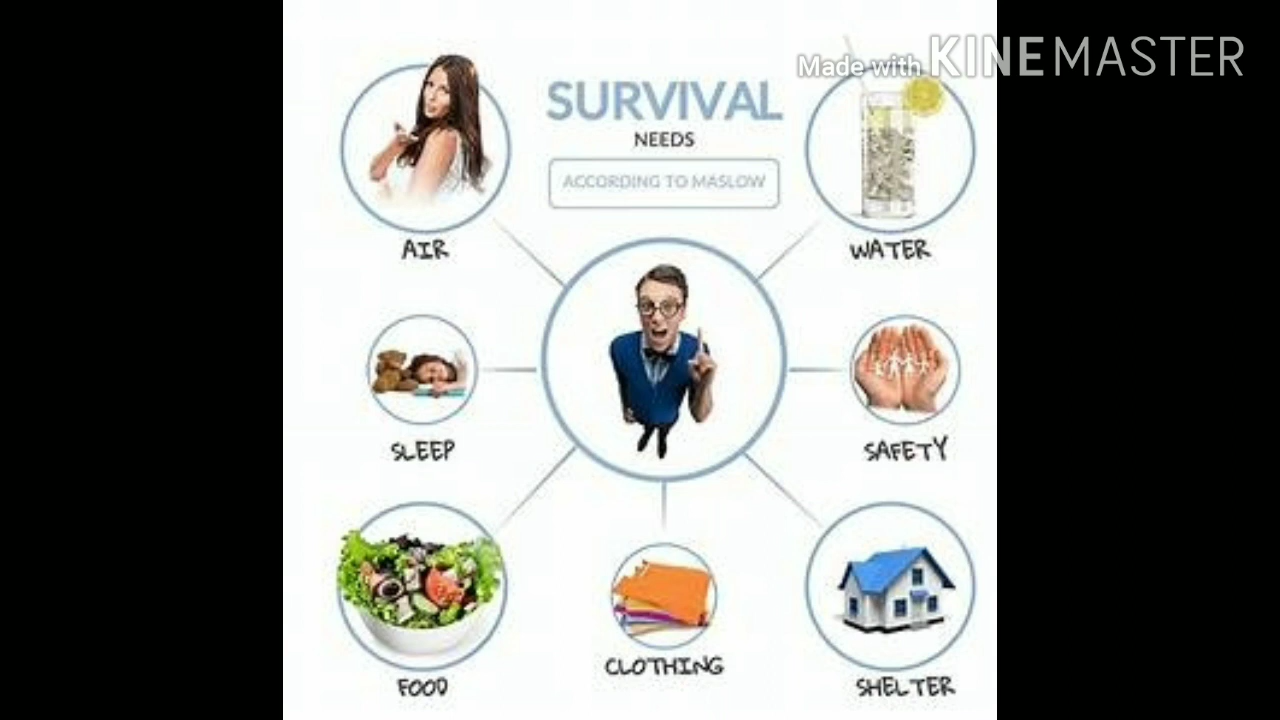 Made with KINEMASTER
SURVIVAL
NEEDS
ACCORDING TO MASLOW
AIR
WATER
SLEEP
SAFETY
FOOD
CLOTHING
SHELTER